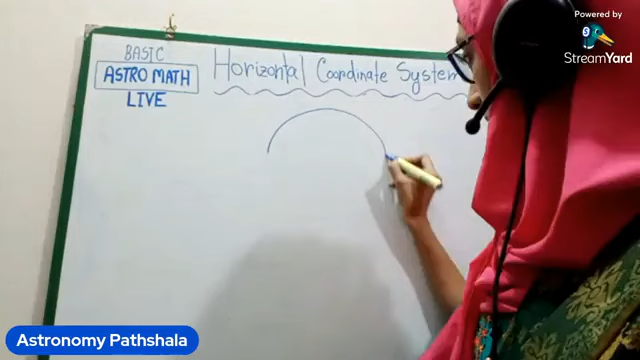 Powered by
StreamYard
BASIC
ASTRO MATH
LIVE
Horizontal Coordinate System
Astronomy Pathshala